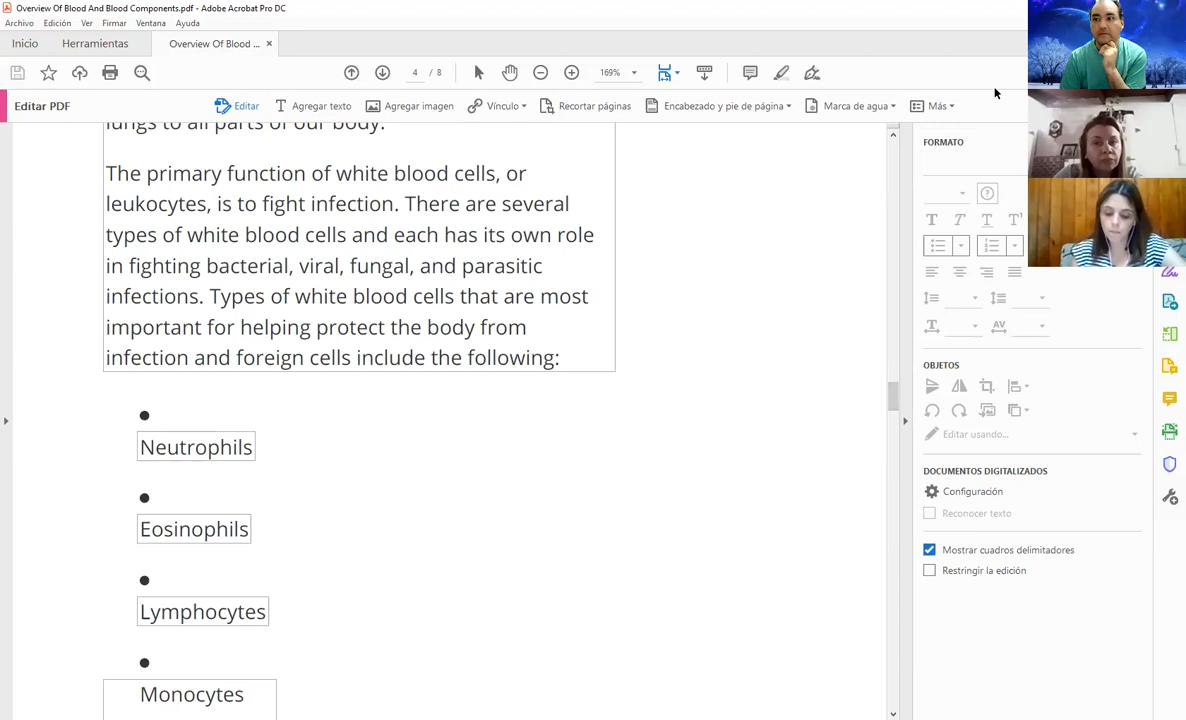 Overview Of Blood And Blood Components.pdf - Adobe Acrobat Pro DC
Archivo Edición Ver Firmar Ventana Ayuda
Inicio Herramientas Overview Of Blood ... ×
4 / 8 169%
Editar PDF Editar Agregar texto Agregar imagen Vínculo Recortar páginas Encabezado y pie de página Marca de agua Más
lungs to all parts of our body.
The primary function of white blood cells, or
leukocytes, is to fight infection. There are several
types of white blood cells and each has its own role
in fighting bacterial, viral, fungal, and parasitic
infections. Types of white blood cells that are most
important for helping protect the body from
infection and foreign cells include the following:
Neutrophils
Eosinophils
Lymphocytes
Monocytes
FORMATO
OBJETOS
Editar usando...
DOCUMENTOS DIGITALIZADOS
Configuración
Reconocer texto
Mostrar cuadros delimitadores
Restringir la edición